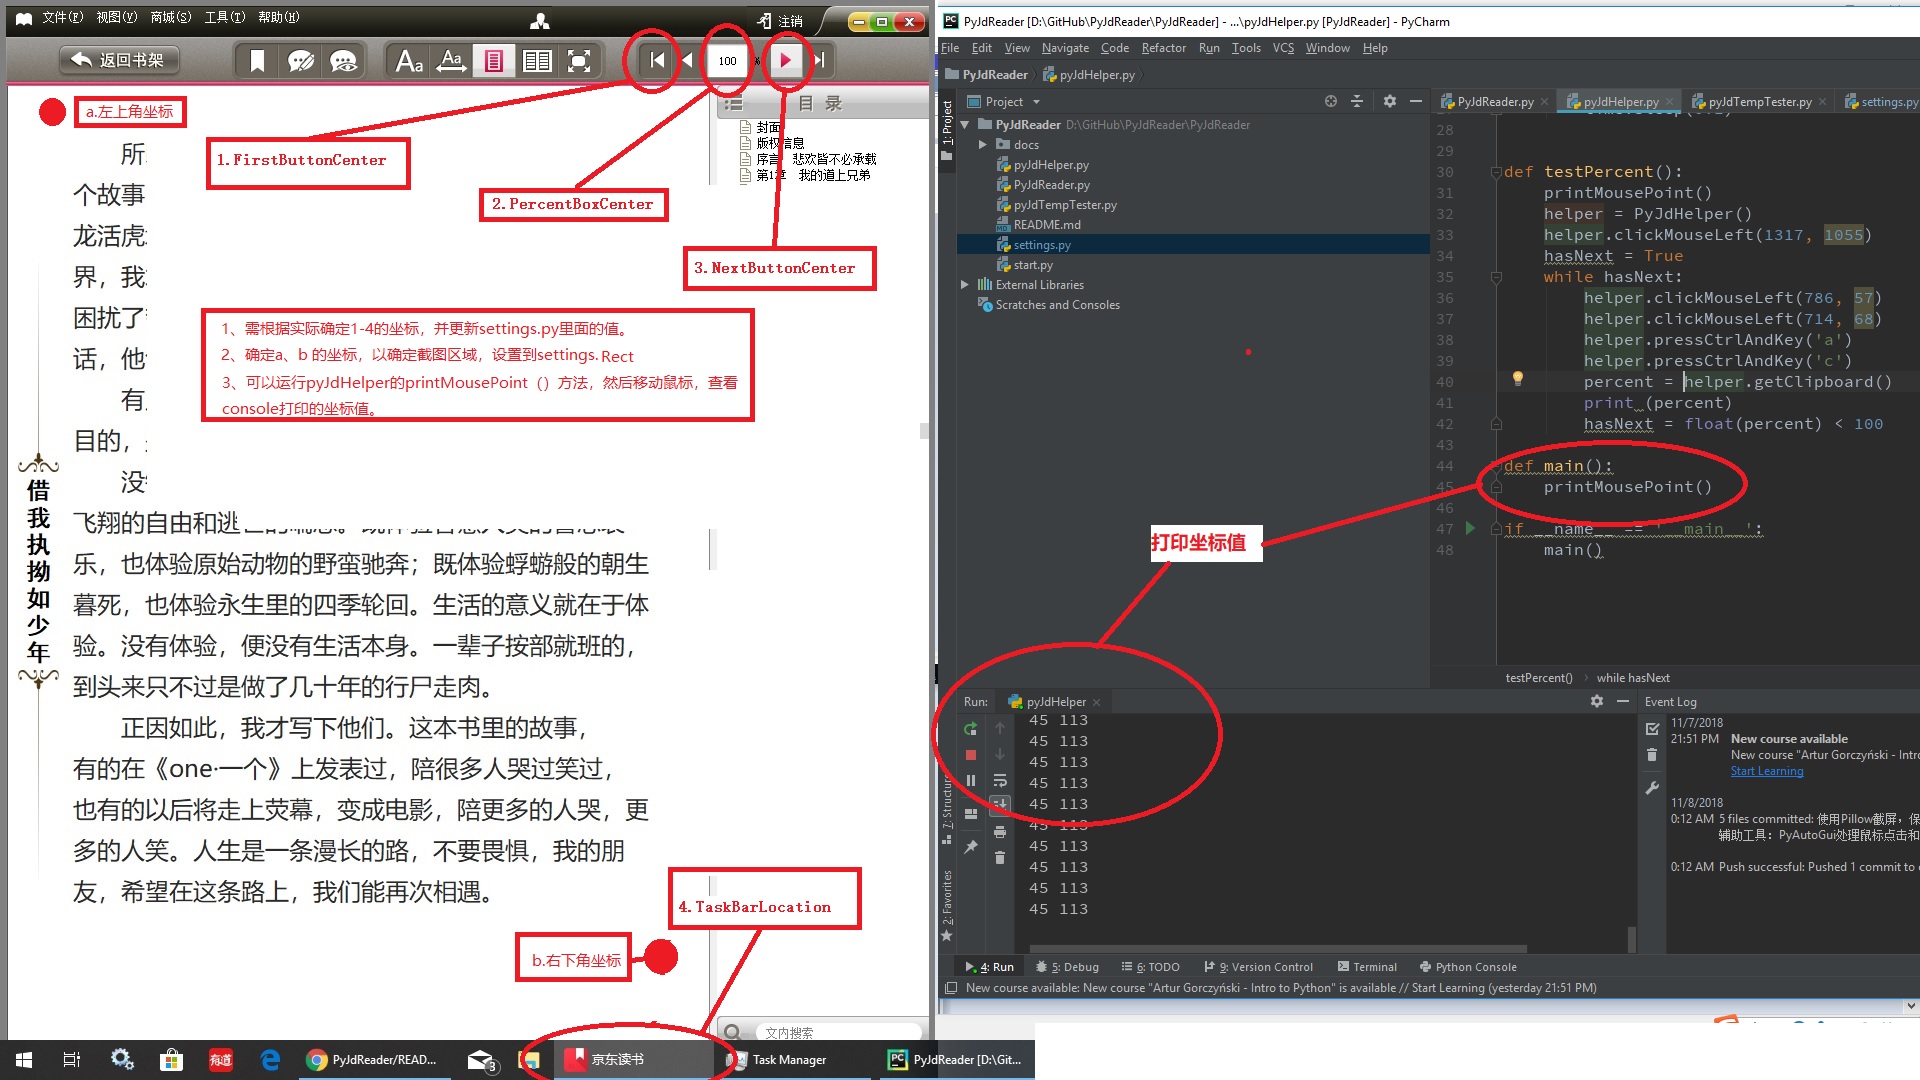 文件(F) 视图(V) 商城(S) 工具(T) 帮助(H)
注销
返回书架
100
目 录
封面
版权信息
序言 悲欢皆不必承载
第1章 我的道上兄弟
a.左上角坐标
1.FirstButtonCenter
2.PercentBoxCenter
3.NextButtonCenter
1、需根据实际确定1-4的坐标，并更新settings.py里面的值。
2、确定a、b 的坐标，以确定截图区域，设置到settings.Rect
3、可以运行pyJdHelper的printMousePoint（）方法，然后移动鼠标，查看
console打印的坐标值。
个故事
龙活虎
界，我
困扰了
话，他
目的，
飞翔的自由和逃
乐，也体验原始动物的野蛮驰奔；既体验蜉蝣般的朝生
暮死，也体验永生里的四季轮回。生活的意义就在于体
验。没有体验，便没有生活本身。一辈子按部就班的，
到头来只不过是做了几十年的行尸走肉。
正因如此，我才写下他们。这本书里的故事，
有的在《one·一个》上发表过，陪很多人哭过笑过，
也有的以后将走上荧幕，变成电影，陪更多的人哭，更
多的人笑。人生是一条漫长的路，不要畏惧，我的朋
友，希望在这条路上，我们能再次相遇。
借我执拗如少年
4.TaskBarLocation
b.右下角坐标
文内搜索
PyJdReader [D:\GitHub\PyJdReader\PyJdReader] - ...\pyJdHelper.py [PyJdReader] - PyCharm
File Edit View Navigate Code Refactor Run Tools VCS Window Help
PyJdReader pyJdHelper.py
1: Project
Project
PyJdReader.py pyJdHelper.py pyJdTempTester.py settings.py
PyJdReader D:\GitHub\PyJdReader\PyJdReader
docs
pyJdHelper.py
PyJdReader.py
pyJdTempTester.py
README.md
settings.py
start.py
External Libraries
Scratches and Consoles
28
29
30 def testPercent():
31 printMousePoint()
32 helper = PyJdHelper()
33 helper.clickMouseLeft(1317, 1055)
34 hasNext = True
35 while hasNext:
36 helper.clickMouseLeft(786, 57)
37 helper.clickMouseLeft(714, 68)
38 helper.pressCtrlAndKey('a')
39 helper.pressCtrlAndKey('c')
40 percent = helper.getClipboard()
41 print (percent)
42 hasNext = float(percent) < 100
43
44 def main():
45 printMousePoint()
46
47 if __name__ == '__main__':
48 main()
打印坐标值
testPercent() while hasNext
Run: pyJdHelper
45 113
45 113
45 113
45 113
45 113
45 113
45 113
45 113
45 113
45 113
7: Structure
2: Favorites
Event Log
11/7/2018
21:51 PM New course available
New course "Artur Gorczyński - Intro
Start Learning
11/8/2018
0:12 AM 5 files committed: 使用Pillow截屏，保
辅助工具：PyAutoGui处理鼠标点击和
0:12 AM Push successful: Pushed 1 commit to
4: Run 5: Debug 6: TODO 9: Version Control Terminal Python Console
New course available: New course "Artur Gorczyński - Intro to Python" is available // Start Learning (yesterday 21:51 PM)
有道 PyJdReader/READ... 3 京东读书 Task Manager PyJdReader [D:\Git...